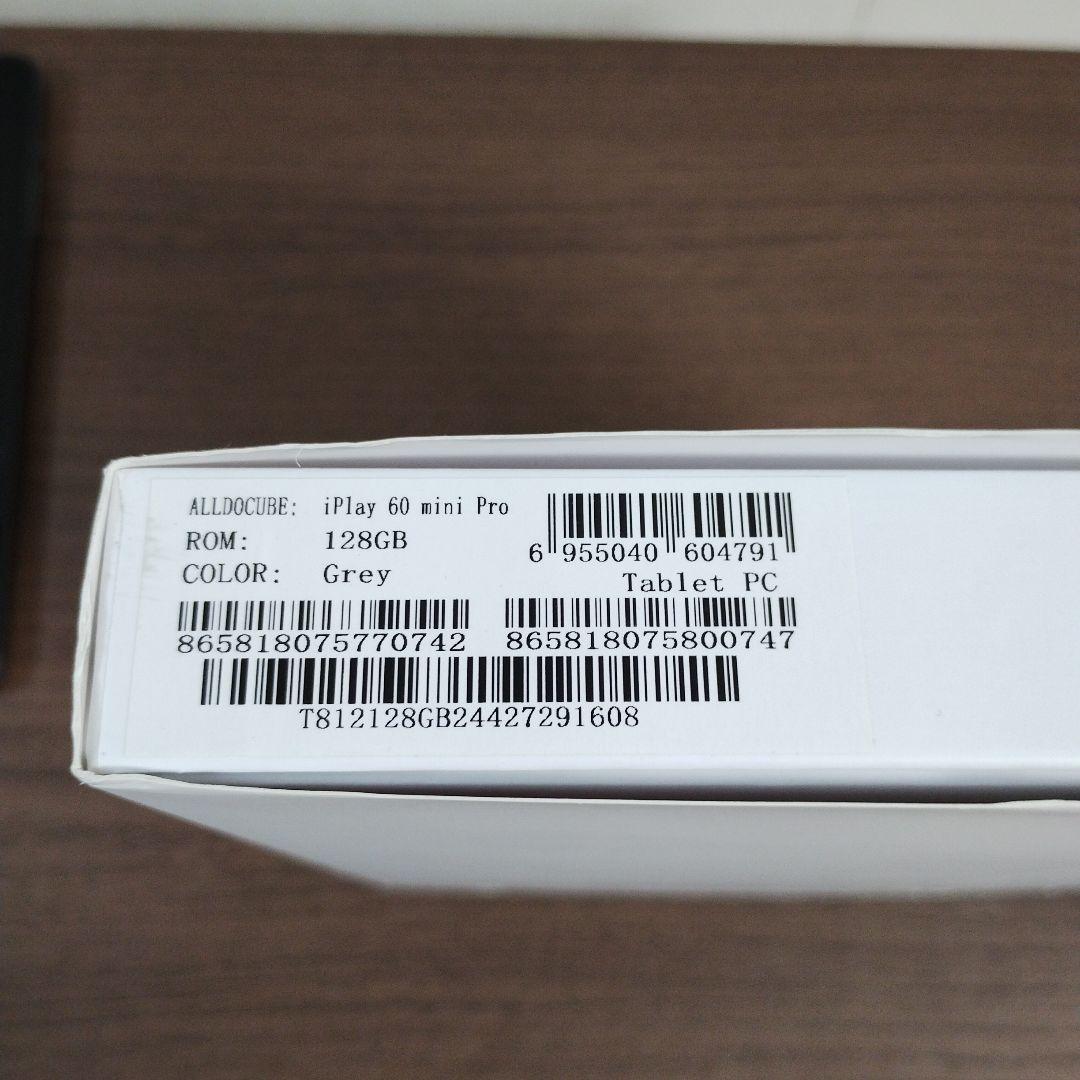 ALLDOCUBE: iPlay 60 mini Pro
ROM: 128GB
COLOR: Grey
6 955040 604791
Tablet PC
865818075770742 865818075800747
T812128GB24427291608